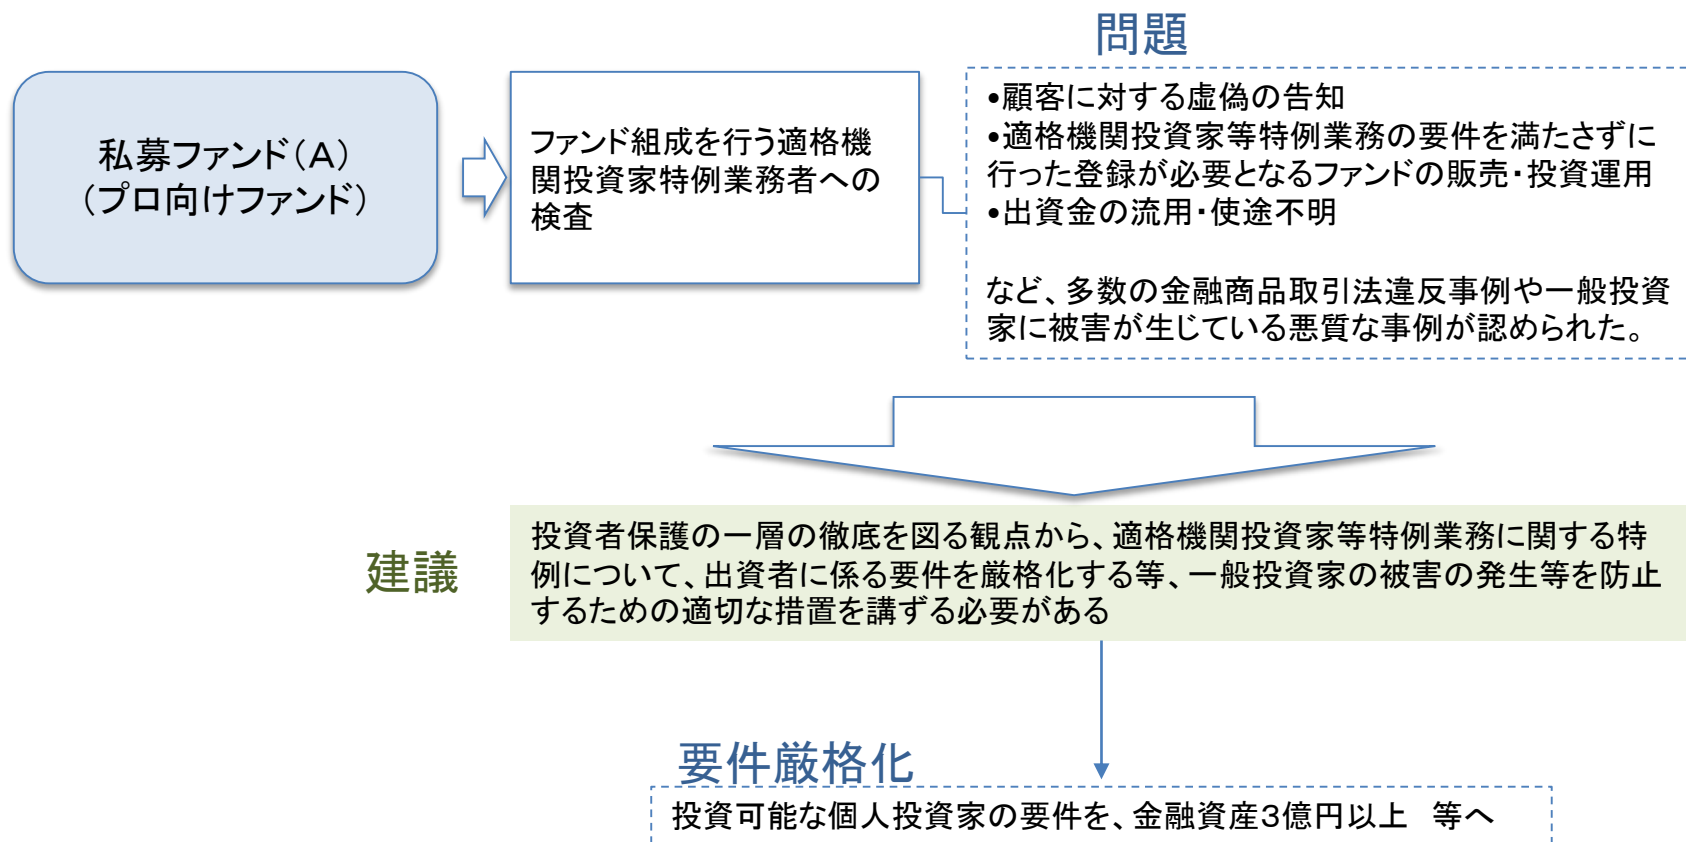 問題
私募ファンド（A）
（プロ向けファンド）
ファンド組成を行う適格機
関投資家特例業務者への
検査
•顧客に対する虚偽の告知
•適格機関投資家等特例業務の要件を満たさずに
行った登録が必要となるファンドの販売・投資運用
•出資金の流用・使途不明
など、多数の金融商品取引法違反事例や一般投資
家に被害が生じている悪質な事例が認められた。
建議
投資者保護の一層の徹底を図る観点から、適格機関投資家等特例業務に関する特
例について、出資者に係る要件を厳格化する等、一般投資家の被害の発生等を防止
するための適切な措置を講ずる必要がある
要件厳格化
投資可能な個人投資家の要件を、金融資産3億円以上　等へ